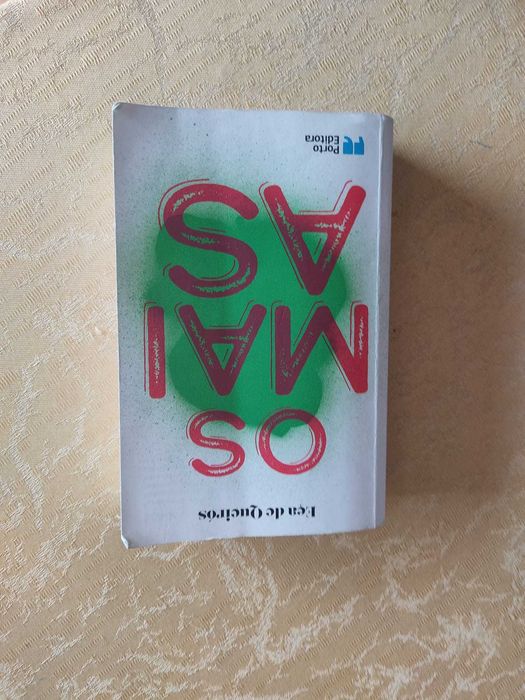 Eça de Queirós
OS
MAI
AS
Porto
Editora